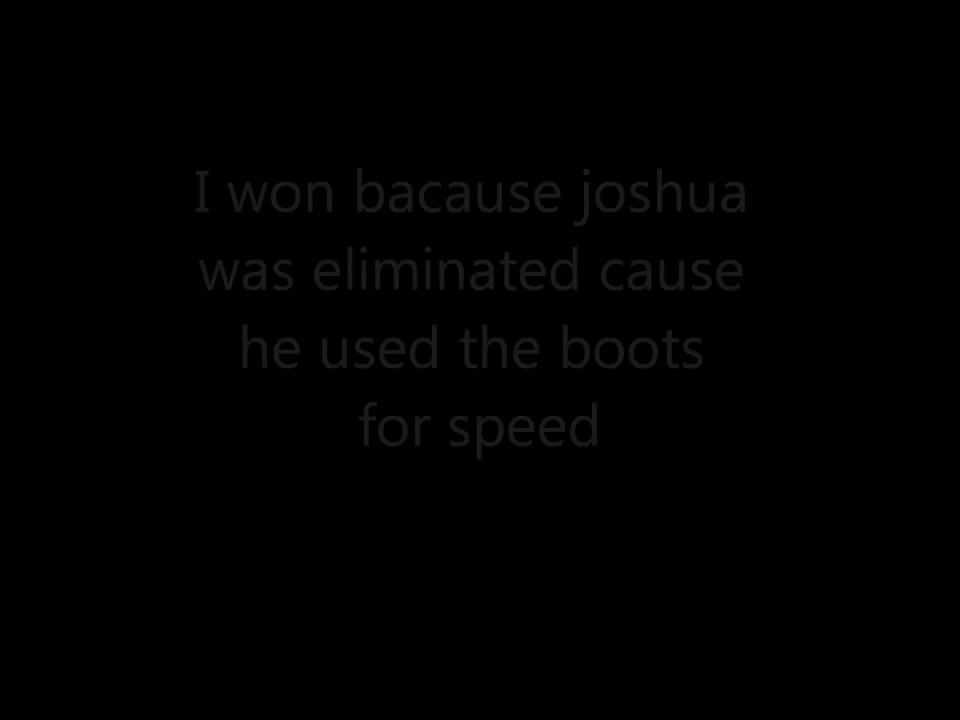 I won bacause joshua
was eliminated cause
he used the boots
for speed